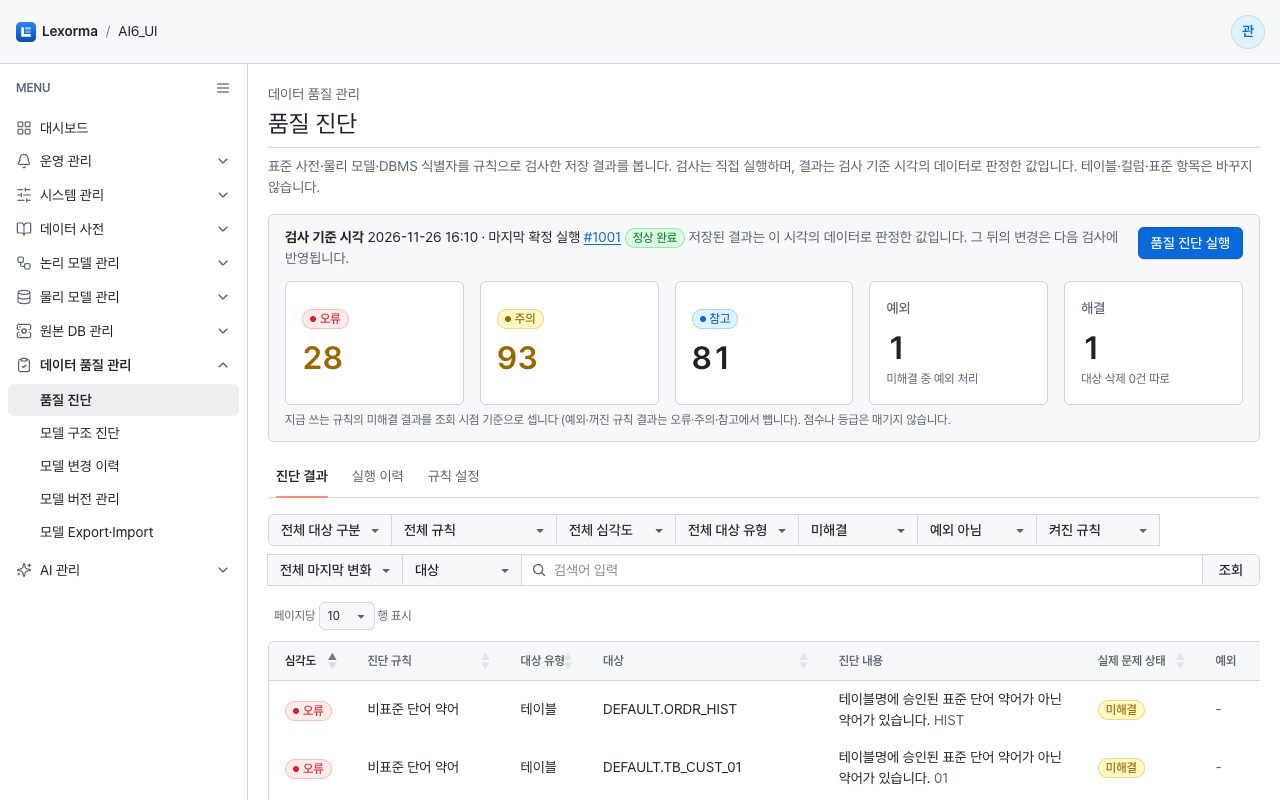 Lexorma / AI6_UI
관
MENU
대시보드
운영 관리
시스템 관리
데이터 사전
논리 모델 관리
물리 모델 관리
원본 DB 관리
데이터 품질 관리
품질 진단
모델 구조 진단
모델 변경 이력
모델 버전 관리
모델 Export·Import
AI 관리
데이터 품질 관리
품질 진단
표준 사전·물리 모델·DBMS 식별자를 규칙으로 검사한 저장 결과를 봅니다. 검사는 직접 실행하며, 결과는 검사 기준 시각의 데이터로 판정한 값입니다. 테이블·컬럼·표준 항목은 바꾸지
않습니다.
검사 기준 시각 2026-11-26 16:10 · 마지막 확정 실행 #1001 정상 완료 저장된 결과는 이 시각의 데이터로 판정한 값입니다. 그 뒤의 변경은 다음 검사에
반영됩니다.
품질 진단 실행
오류
28
주의
93
참고
81
예외
1
미해결 중 예외 처리
해결
1
대상 삭제 0건 따로
지금 쓰는 규칙의 미해결 결과를 조회 시점 기준으로 셉니다 (예외·꺼진 규칙 결과는 오류·주의·참고에서 뺍니다). 점수나 등급은 매기지 않습니다.
진단 결과 실행 이력 규칙 설정
전체 대상 구분 전체 규칙 전체 심각도 전체 대상 유형 미해결 예외 아님 켜진 규칙
전체 마지막 변화 대상 검색어 입력 조회
페이지당 10 행 표시
심각도 진단 규칙 대상 유형 대상 진단 내용 실제 문제 상태 예외
오류 비표준 단어 약어 테이블 DEFAULT.ORDR_HIST 테이블명에 승인된 표준 단어 약어가 아닌
약어가 있습니다. HIST 미해결 -
오류 비표준 단어 약어 테이블 DEFAULT.TB_CUST_01 테이블명에 승인된 표준 단어 약어가 아닌
약어가 있습니다. 01 미해결 -